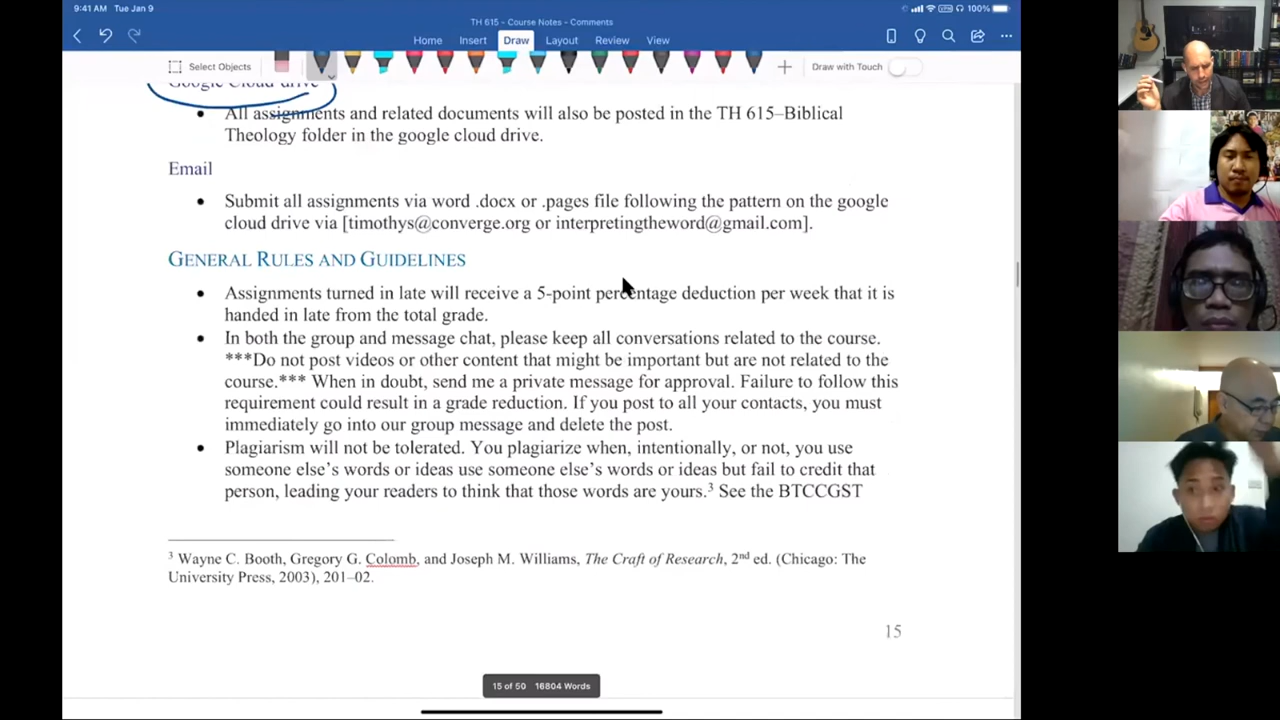 9:41 AM Tue Jan 9
100%
TH 615 - Course Notes - Comments
Home Insert Draw Layout Review View
Select Objects
Draw with Touch
Google Cloud drive
• All assignments and related documents will also be posted in the TH 615–Biblical
Theology folder in the google cloud drive.
Email
• Submit all assignments via word .docx or .pages file following the pattern on the google
cloud drive via [timothys@converge.org or interpretingtheword@gmail.com].
GENERAL RULES AND GUIDELINES
• Assignments turned in late will receive a 5-point percentage deduction per week that it is
handed in late from the total grade.
• In both the group and message chat, please keep all conversations related to the course.
***Do not post videos or other content that might be important but are not related to the
course.*** When in doubt, send me a private message for approval. Failure to follow this
requirement could result in a grade reduction. If you post to all your contacts, you must
immediately go into our group message and delete the post.
• Plagiarism will not be tolerated. You plagiarize when, intentionally, or not, you use
someone else’s words or ideas use someone else’s words or ideas but fail to credit that
person, leading your readers to think that those words are yours.³ See the BTCCGST
³ Wayne C. Booth, Gregory G. Colomb, and Joseph M. Williams, The Craft of Research, 2nd ed. (Chicago: The
University Press, 2003), 201–02.
15
15 of 50 16804 Words